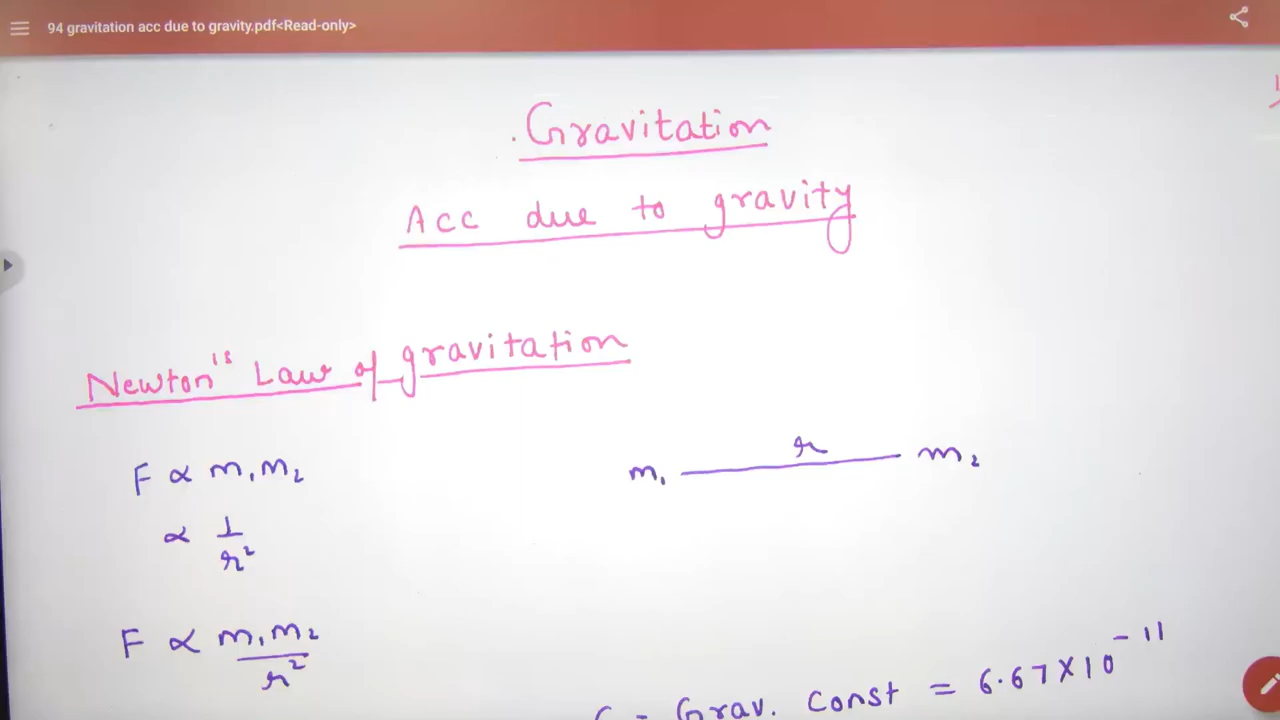 94 gravitation acc due to gravity.pdf<Read-only>
Gravitation
Acc due to gravity
Newton's Law of gravitation
F ∝ m₁m₂
m₁ r m₂
∝ 1/r²
F ∝ m₁m₂/r²
Grav. const = 6.67×10⁻¹¹